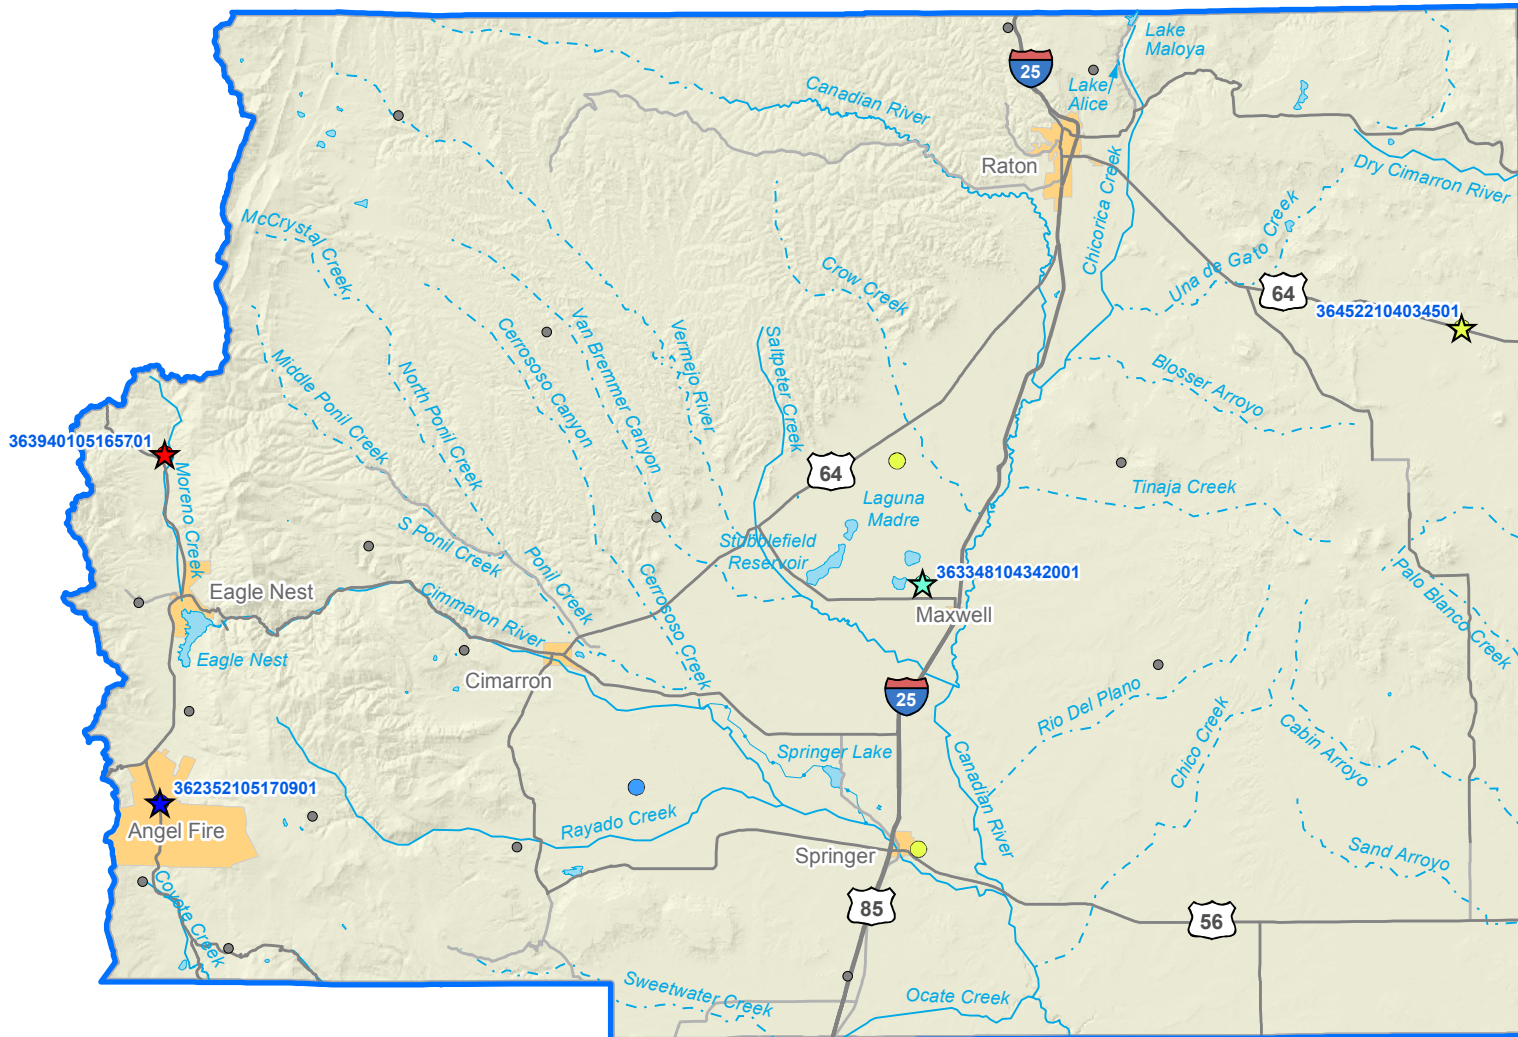 Lake
Maloya
25
Lake
Alice
Canadian River
Raton
Chicorica Creek
Dry Cimarron River
McCrystal Creek
Crow Creek
Una de Gato Creek
64
364522104034501
Middle Ponil Creek
North Ponil Creek
Cerrososo Canyon
Van Bremmer Canyon
Vermejo River
Saltpeter Creek
Blosser Arroyo
363940105165701
Moreno Creek
64
Laguna
Madre
Tinaja Creek
S Ponil Creek
Ponil Creek
Stubblefield
Reservoir
363348104342001
Maxwell
Eagle Nest
Cimmaron River
Cerrososo Creek
Palo Blanco Creek
Eagle Nest
Cimarron
25
Rio Del Plano
Chico Creek
Cabin Arroyo
Springer Lake
Canadian River
362352105170901
Angel Fire
Rayado Creek
Springer
Sand Arroyo
Coyote Creek
85
56
Sweetwater Creek
Ocate Creek